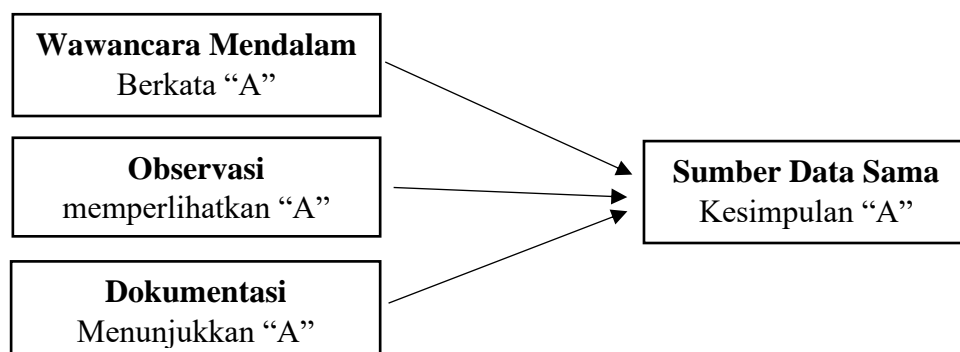 Wawancara Mendalam
Berkata “A”
Observasi
memperlihatkan “A”
Dokumentasi
Menunjukkan “A”
Sumber Data Sama
Kesimpulan “A”